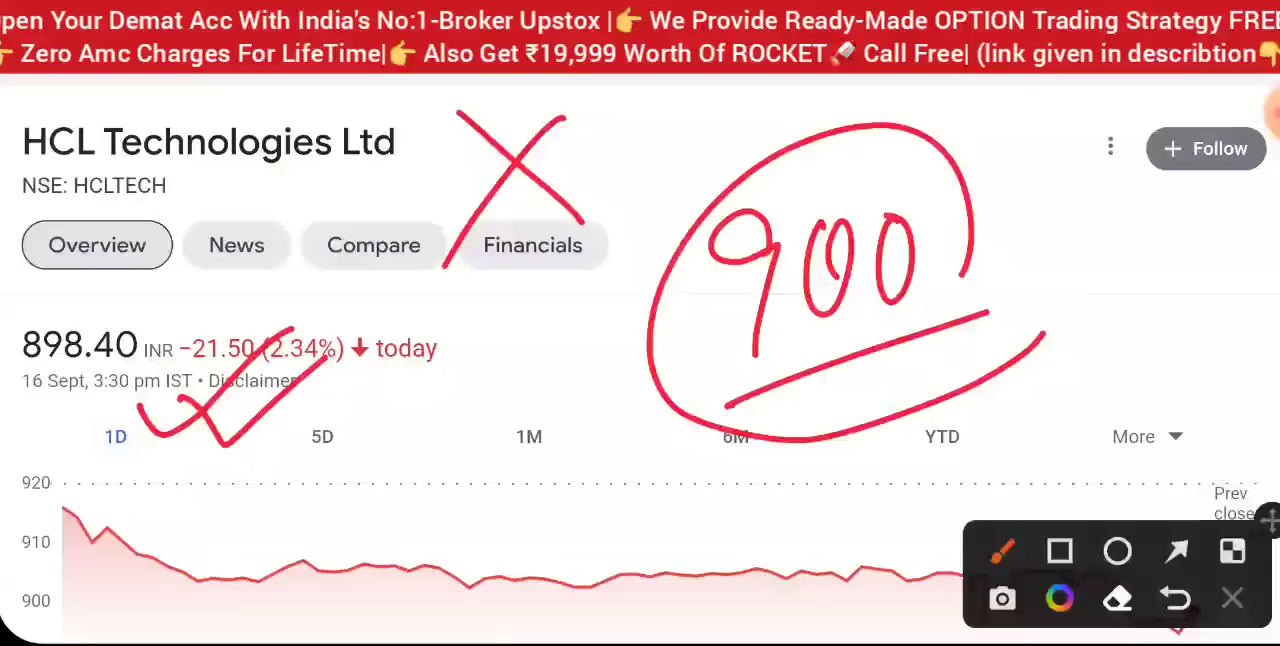 pen Your Demat Acc With India's No:1-Broker Upstox |👉 We Provide Ready-Made OPTION Trading Strategy FREE
👉 Zero Amc Charges For LifeTime|👉 Also Get ₹19,999 Worth Of ROCKET🚀 Call Free| (link given in describtion👇
HCL Technologies Ltd
NSE: HCLTECH
+ Follow
Overview News Compare Financials
900
898.40 INR −21.50 (2.34%) ↓ today
16 Sept, 3:30 pm IST • Disclaimer
1D 5D 1M 6M YTD More
920
Prev
close
910
900